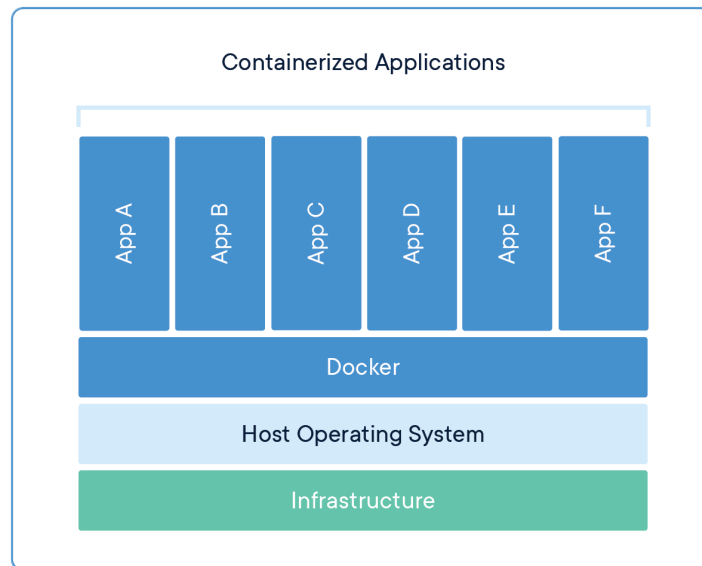 Containerized Applications
App A
App B
App C
App D
App E
App F
Docker
Host Operating System
Infrastructure